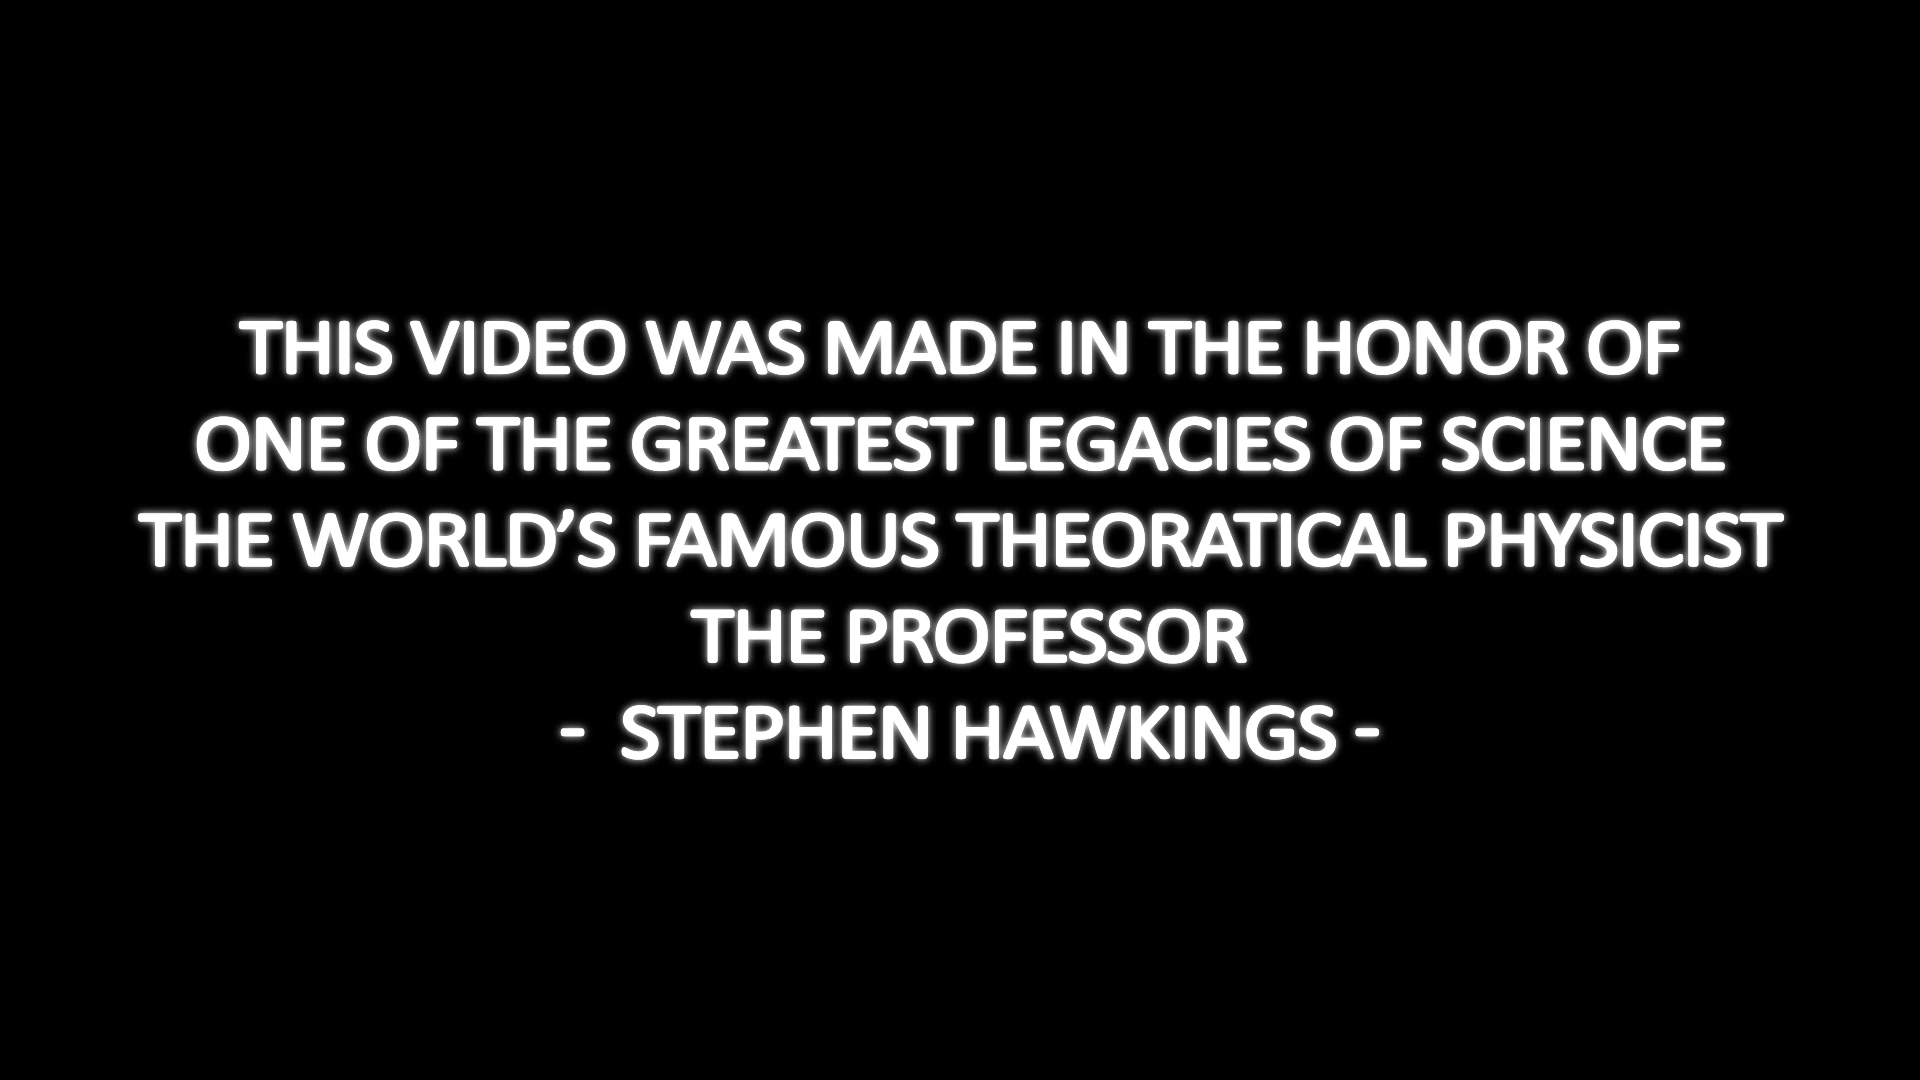 THIS VIDEO WAS MADE IN THE HONOR OF
ONE OF THE GREATEST LEGACIES OF SCIENCE
THE WORLD’S FAMOUS THEORATICAL PHYSICIST
THE PROFESSOR
- STEPHEN HAWKINGS -